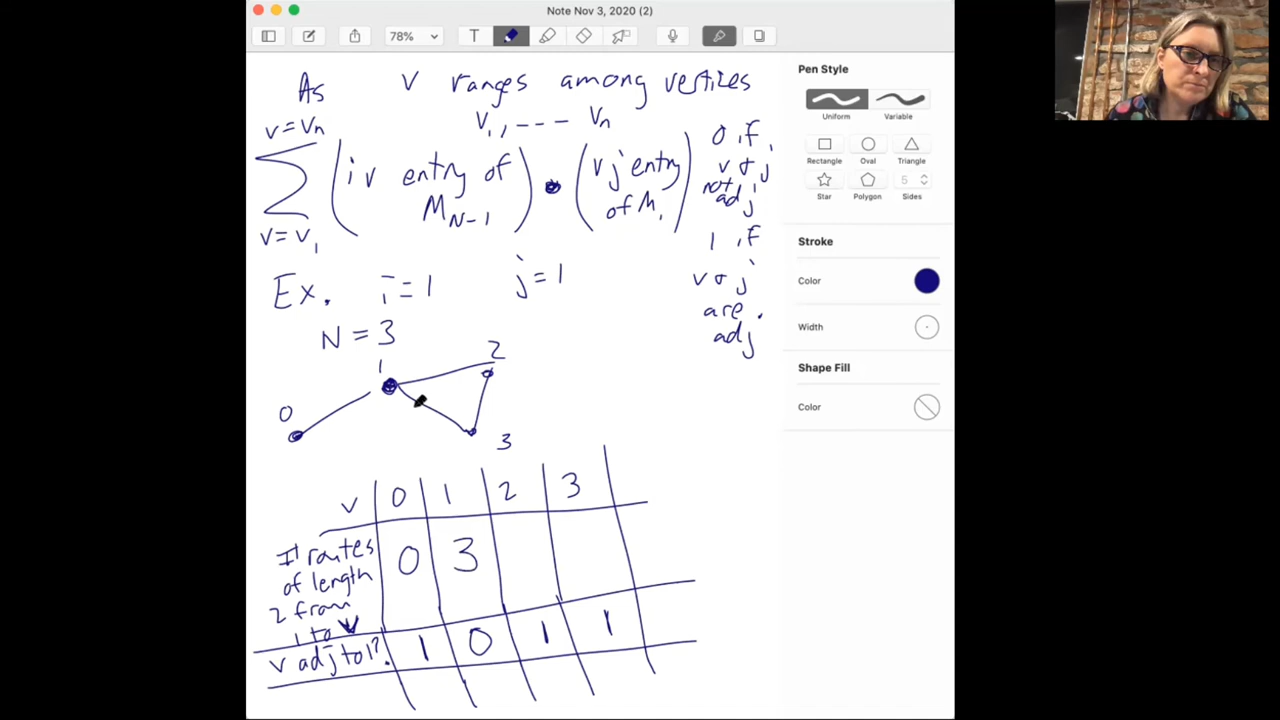 Note Nov 3, 2020 (2)
78%
T
As V ranges among vertices
V1, --- Vn
v=Vn
∑ (iv entry of MN-1) • (vj entry of M1)
v=V1
0 if
v & j
not
adj
1 if
v & j
are
adj
Ex. i=1 j=1
N=3
0
1
2
3
v 0 1 2 3
# routes
of length
2 from
1 to v
0 3
v adj to 1? 1 0 1 1
Pen Style
Uniform
Variable
Rectangle
Oval
Triangle
Star
Polygon
5
Sides
Stroke
Color
Width
Shape Fill
Color